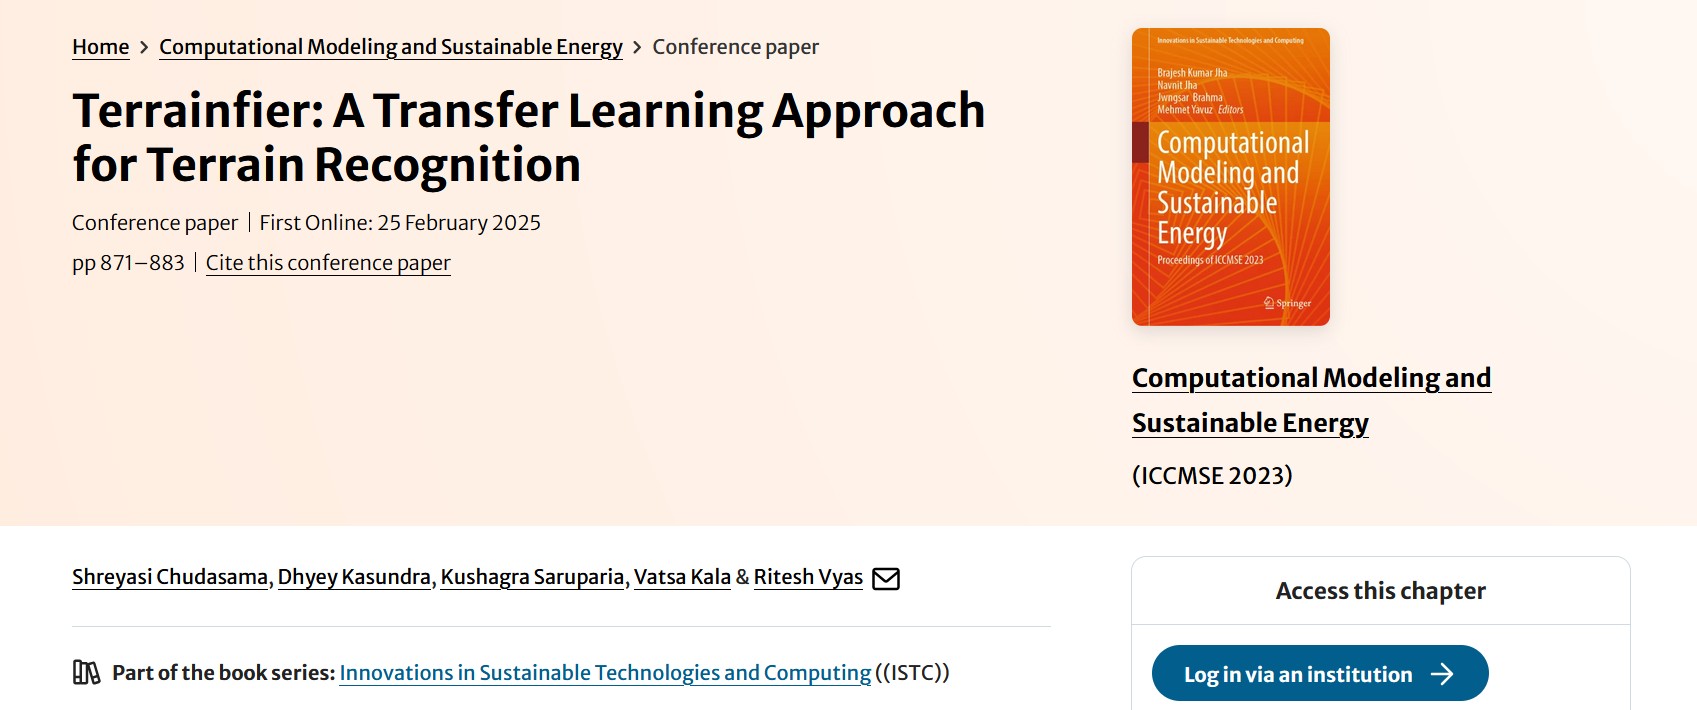 Home > Computational Modeling and Sustainable Energy > Conference paper
Terrainfier: A Transfer Learning Approach
for Terrain Recognition
Conference paper | First Online: 25 February 2025
pp 871–883 | Cite this conference paper
Innovations in Sustainable Technologies and Computing
Brajesh Kumar Jha
Navnit Jha
Jwngsar Brahma
Mehmet Yavuz Editors
Computational
Modeling and
Sustainable
Energy
Proceedings of ICCMSE 2023
Springer
Computational Modeling and
Sustainable Energy
(ICCMSE 2023)
Shreyasi Chudasama, Dhyey Kasundra, Kushagra Saruparia, Vatsa Kala & Ritesh Vyas
Part of the book series: Innovations in Sustainable Technologies and Computing ((ISTC))
Access this chapter
Log in via an institution →